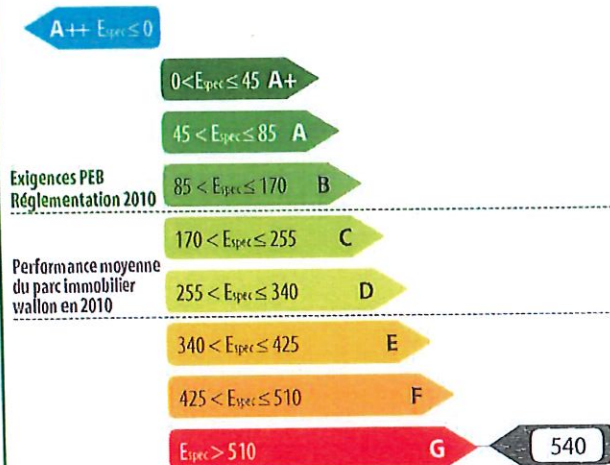 A++ Espec ≤ 0
0 < Espec ≤ 45 A+
45 < Espec ≤ 85 A
Exigences PEB
Réglementation 2010
85 < Espec ≤ 170 B
170 < Espec ≤ 255 C
Performance moyenne
du parc immobilier
wallon en 2010
255 < Espec ≤ 340 D
340 < Espec ≤ 425 E
425 < Espec ≤ 510 F
Espec > 510 G 540